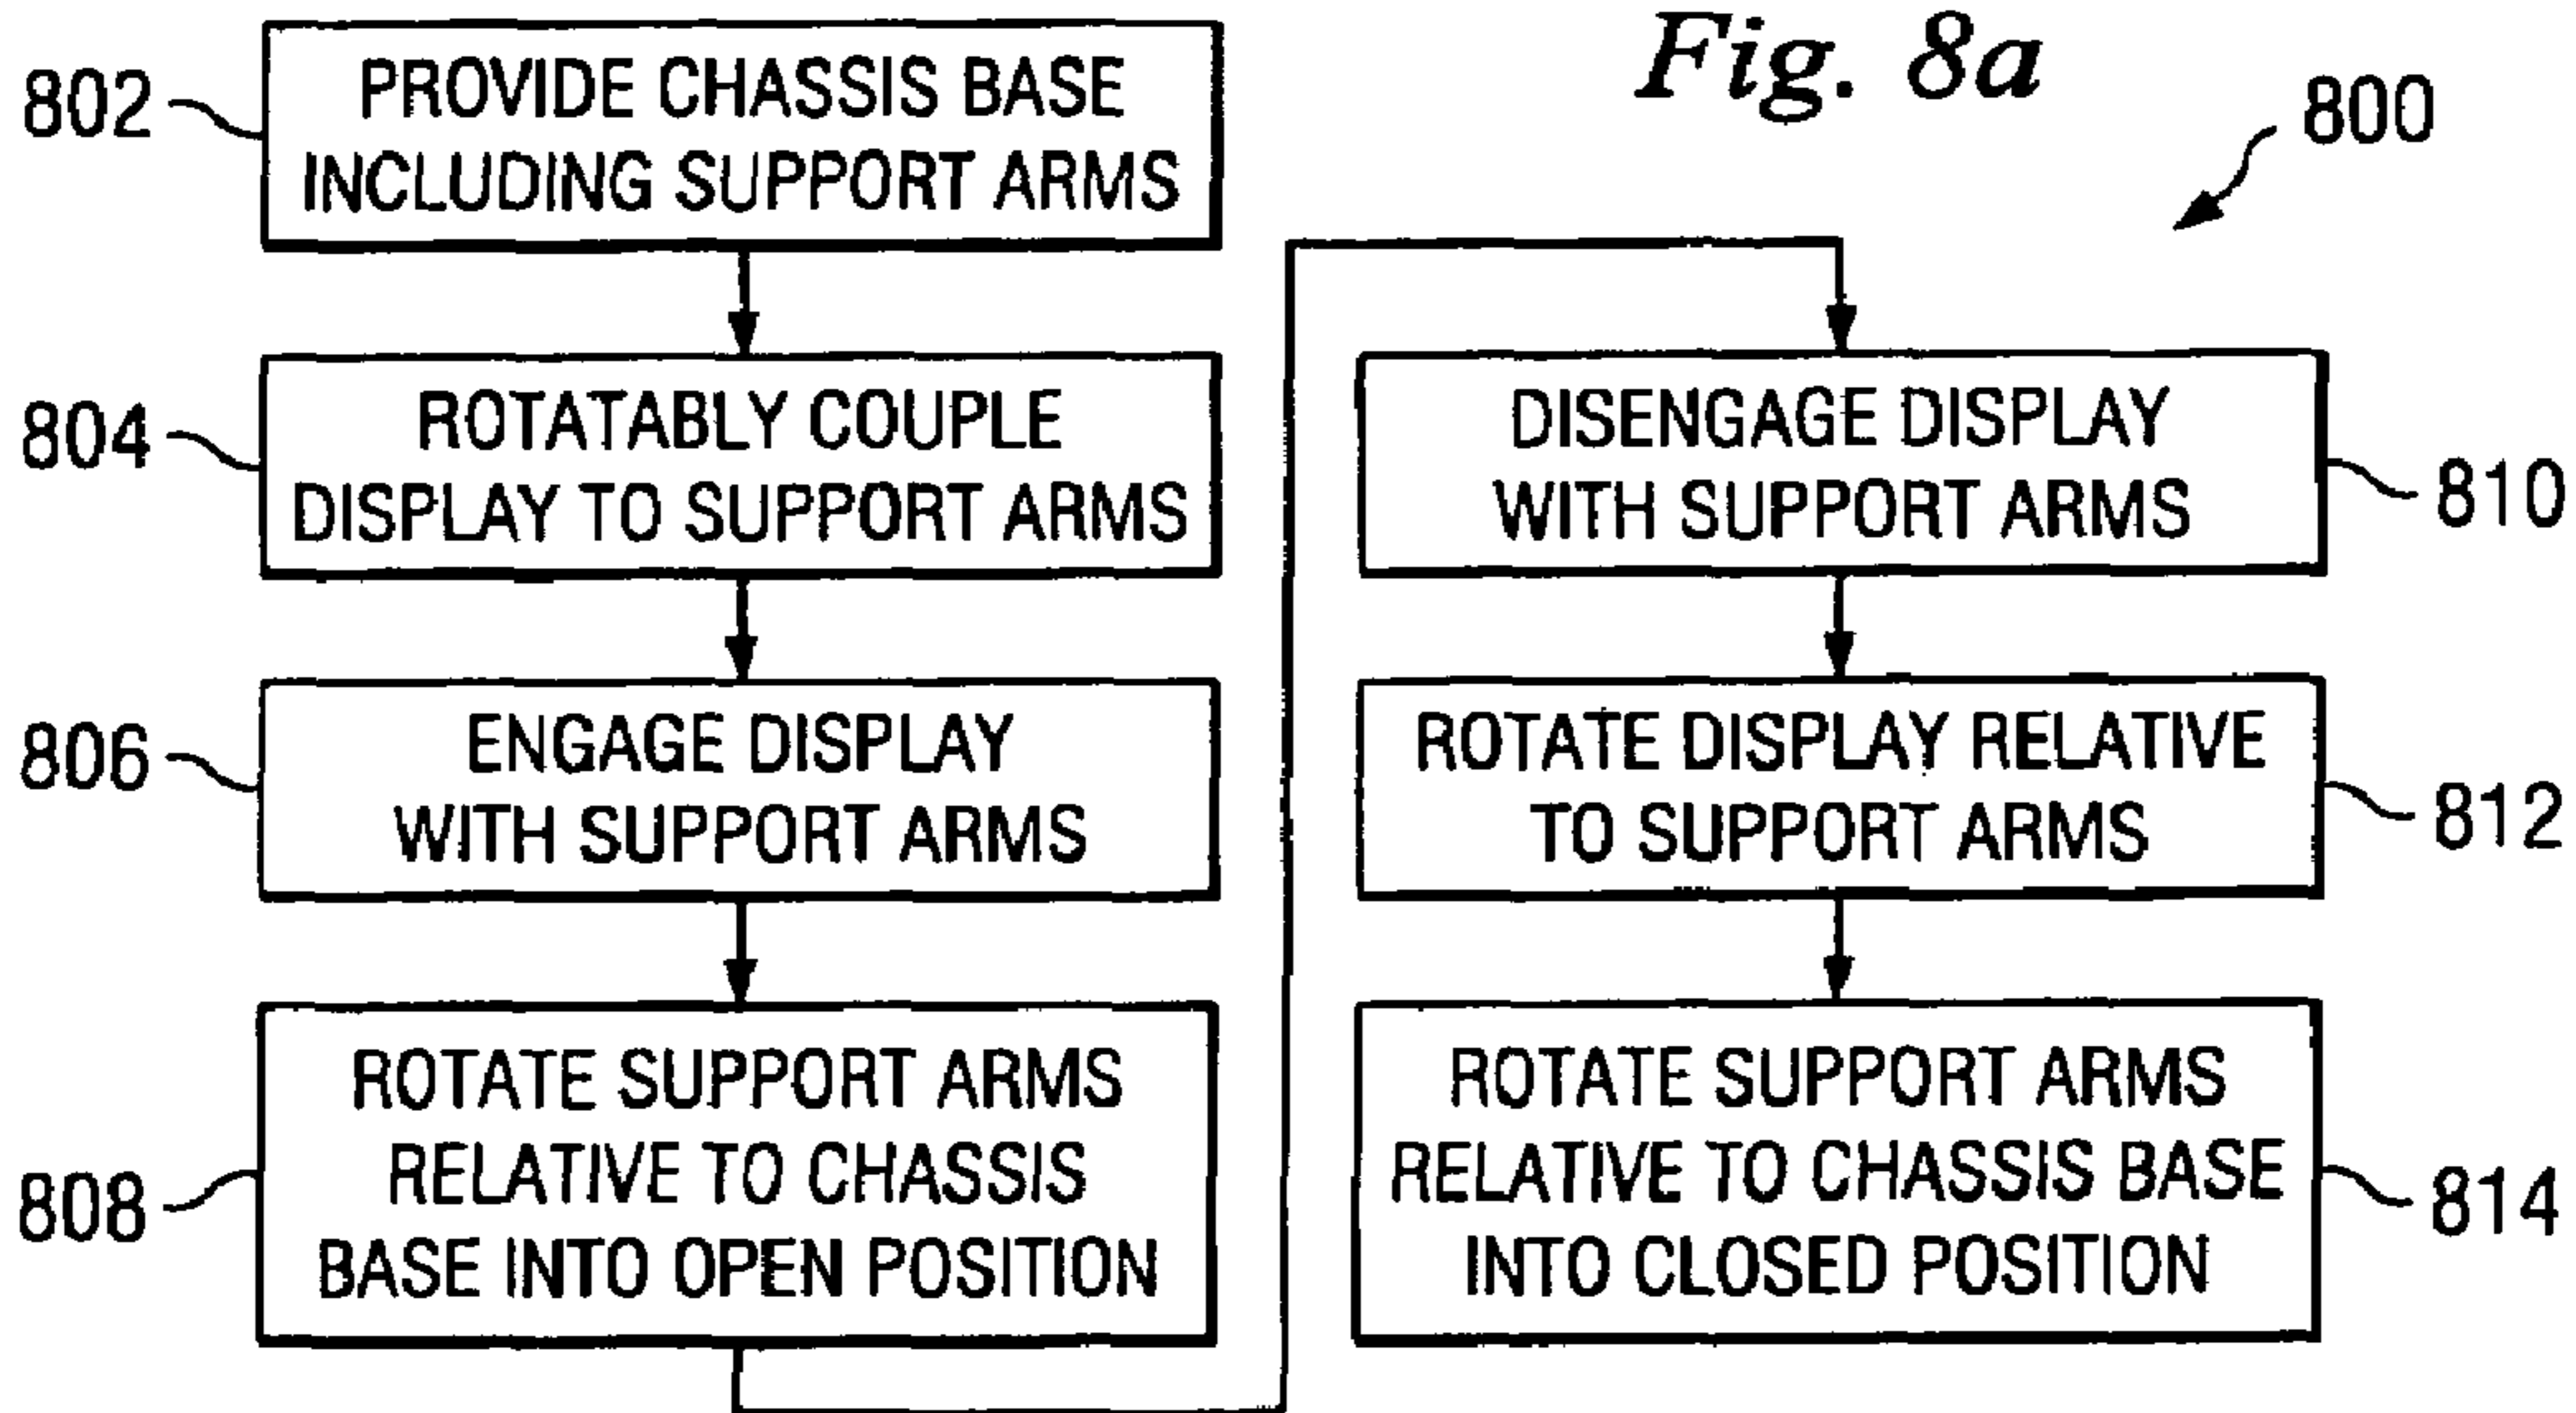 Fig. 8a
800
802
PROVIDE CHASSIS BASE
INCLUDING SUPPORT ARMS
804
ROTATABLY COUPLE
DISPLAY TO SUPPORT ARMS
806
ENGAGE DISPLAY
WITH SUPPORT ARMS
808
ROTATE SUPPORT ARMS
RELATIVE TO CHASSIS
BASE INTO OPEN POSITION
DISENGAGE DISPLAY
WITH SUPPORT ARMS
810
ROTATE DISPLAY RELATIVE
TO SUPPORT ARMS
812
ROTATE SUPPORT ARMS
RELATIVE TO CHASSIS BASE
INTO CLOSED POSITION
814